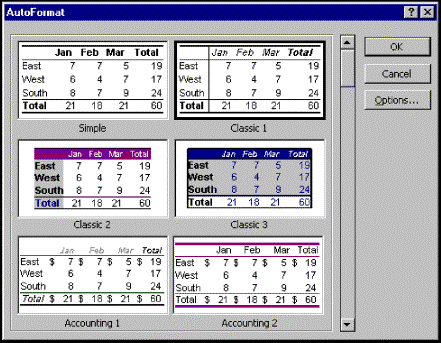 AutoFormat
Jan Feb Mar Total
East 7 7 5 19
West 6 4 7 17
South 8 7 9 24
Total 21 18 21 60
Simple
Jan Feb Mar Total
East 7 7 5 19
West 6 4 7 17
South 8 7 9 24
Total 21 18 21 60
Classic 1
OK
Cancel
Options...
Jan Feb Mar Total
East 7 7 5 19
West 6 4 7 17
South 8 7 9 24
Total 21 18 21 60
Classic 2
Jan Feb Mar Total
East 7 7 5 19
West 6 4 7 17
South 8 7 9 24
Total 21 18 21 60
Classic 3
Jan Feb Mar Total
East $ 7 $ 7 $ 5 $ 19
West 6 4 7 17
South 8 7 9 24
Total $ 21 $ 18 $ 21 $ 60
Accounting 1
Jan Feb Mar Total
East $ 7 $ 7 $ 5 $ 19
West 6 4 7 17
South 8 7 9 24
Total $ 21 $ 18 $ 21 $ 60
Accounting 2